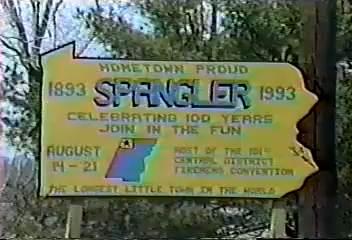 HOMETOWN PROUD
1893 SPANGLER 1993
CELEBRATING 100 YEARS
JOIN IN THE FUN
AUGUST
14-21
HOST OF THE 101st
CENTRAL DISTRICT
FIREMENS CONVENTION
THE LONGEST LITTLE TOWN IN THE WORLD